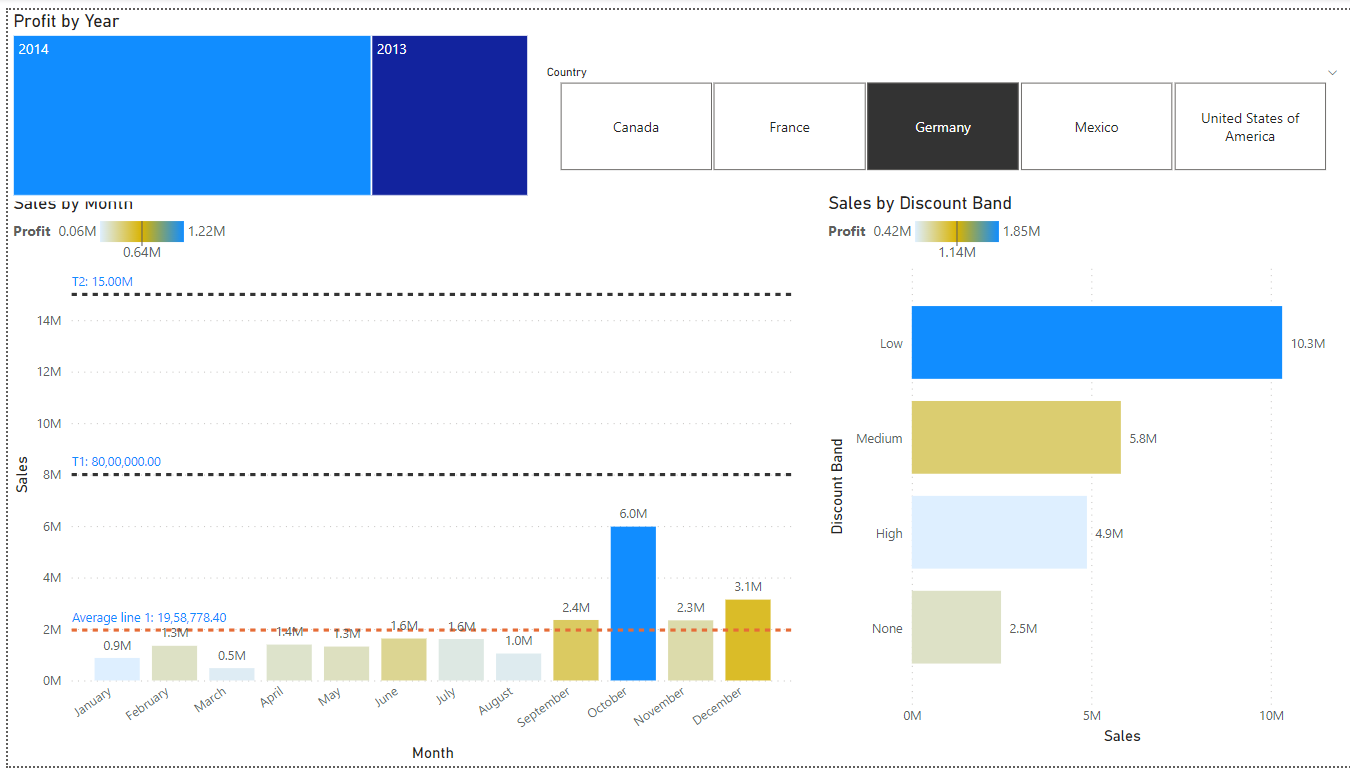 Profit by Year
2014
2013
Country
Canada
France
Germany
Mexico
United States of
America
Sales by Month
Profit 0.06M 1.22M
0.64M
T2: 15.00M
14M
12M
10M
T1: 80,00,000.00
8M
6M
4M
Average line 1: 19,58,778.40
2M
0M
Sales
0.9M
1.3M
0.5M
1.4M
1.3M
1.6M
1.6M
1.0M
2.4M
6.0M
2.3M
3.1M
January
February
March
April
May
June
July
August
September
October
November
December
Month
Sales by Discount Band
Profit 0.42M 1.85M
1.14M
Discount Band
Low 10.3M
Medium 5.8M
High 4.9M
None 2.5M
0M 5M 10M
Sales